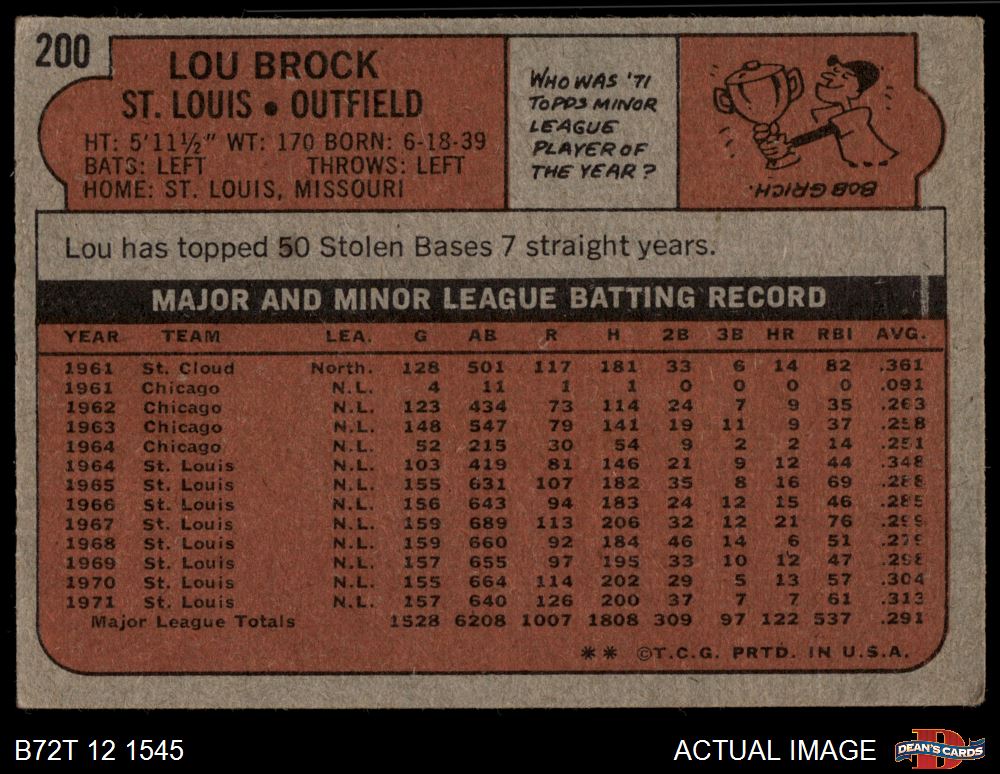 200
LOU BROCK
ST. LOUIS • OUTFIELD
HT: 5'11½" WT: 170 BORN: 6-18-39
BATS: LEFT THROWS: LEFT
HOME: ST. LOUIS, MISSOURI
WHO WAS '71
TOPPS MINOR
LEAGUE
PLAYER OF
THE YEAR?
BOB GRICH.
Lou has topped 50 Stolen Bases 7 straight years.
MAJOR AND MINOR LEAGUE BATTING RECORD
YEAR TEAM LEA. G AB R H 2B 3B HR RBI AVG.
1961 St. Cloud North. 128 501 117 181 33 6 14 82 .361
1961 Chicago N.L. 4 11 1 1 0 0 0 0 .091
1962 Chicago N.L. 123 434 73 114 24 7 9 35 .263
1963 Chicago N.L. 148 547 79 141 19 11 9 37 .258
1964 Chicago N.L. 52 215 30 54 9 2 2 14 .251
1964 St. Louis N.L. 103 419 81 146 21 9 12 44 .348
1965 St. Louis N.L. 155 631 107 182 35 8 16 69 .288
1966 St. Louis N.L. 156 643 94 183 24 12 15 46 .285
1967 St. Louis N.L. 159 689 113 206 32 12 21 76 .299
1968 St. Louis N.L. 159 660 92 184 46 14 6 51 .279
1969 St. Louis N.L. 157 655 97 195 33 10 12 47 .298
1970 St. Louis N.L. 155 664 114 202 29 5 13 57 .304
1971 St. Louis N.L. 157 640 126 200 37 7 7 61 .313
Major League Totals 1528 6208 1007 1808 309 97 122 537 .291
** ©T.C.G. PRTD. IN U.S.A.
B72T 12 1545
ACTUAL IMAGE
DEAN'S CARDS